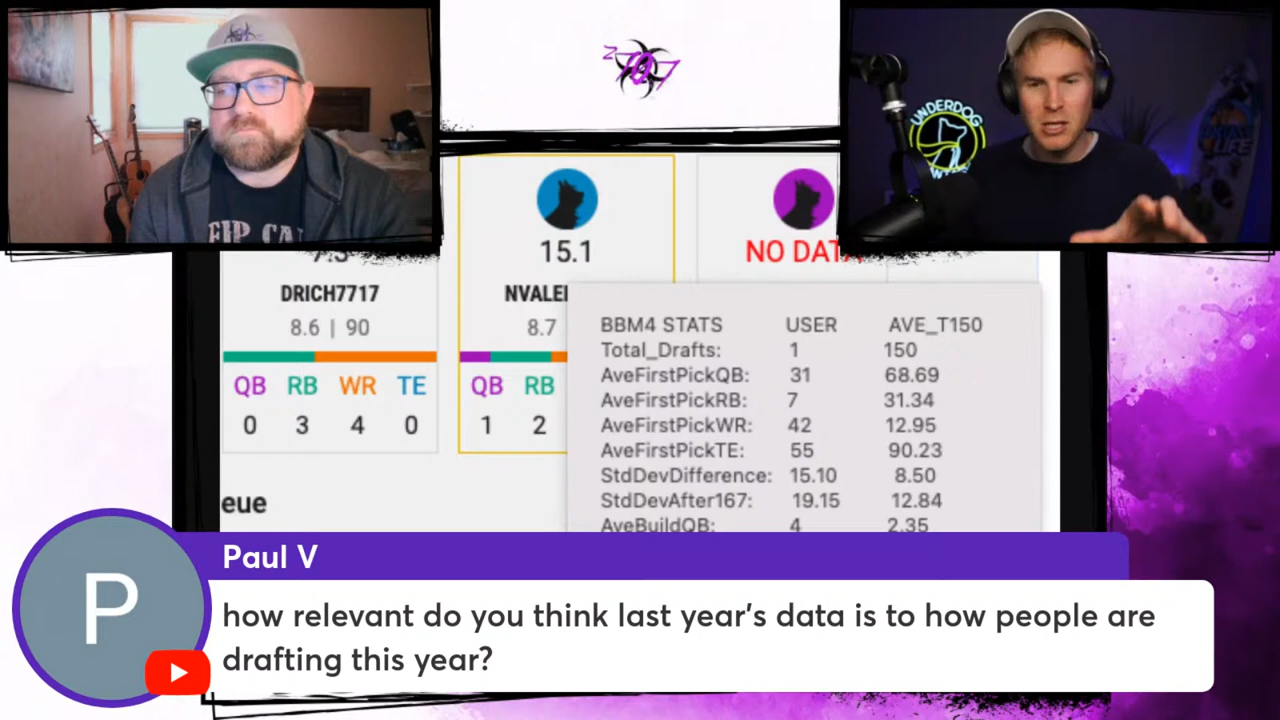 2707
UNDERDOG
15.1
NO DATA
DRICH7717
8.6 | 90
8.7
QB RB WR TE
0 3 4 0
QB RB
1 2
BBM4 STATS USER AVE_T150
Total_Drafts: 1 150
AveFirstPickQB: 31 68.69
AveFirstPickRB: 7 31.34
AveFirstPickWR: 42 12.95
AveFirstPickTE: 55 90.23
StdDevDifference: 15.10 8.50
StdDevAfter167: 19.15 12.84
AveBuildQB: 4 2.35
eue
P
Paul V
how relevant do you think last year's data is to how people are
drafting this year?